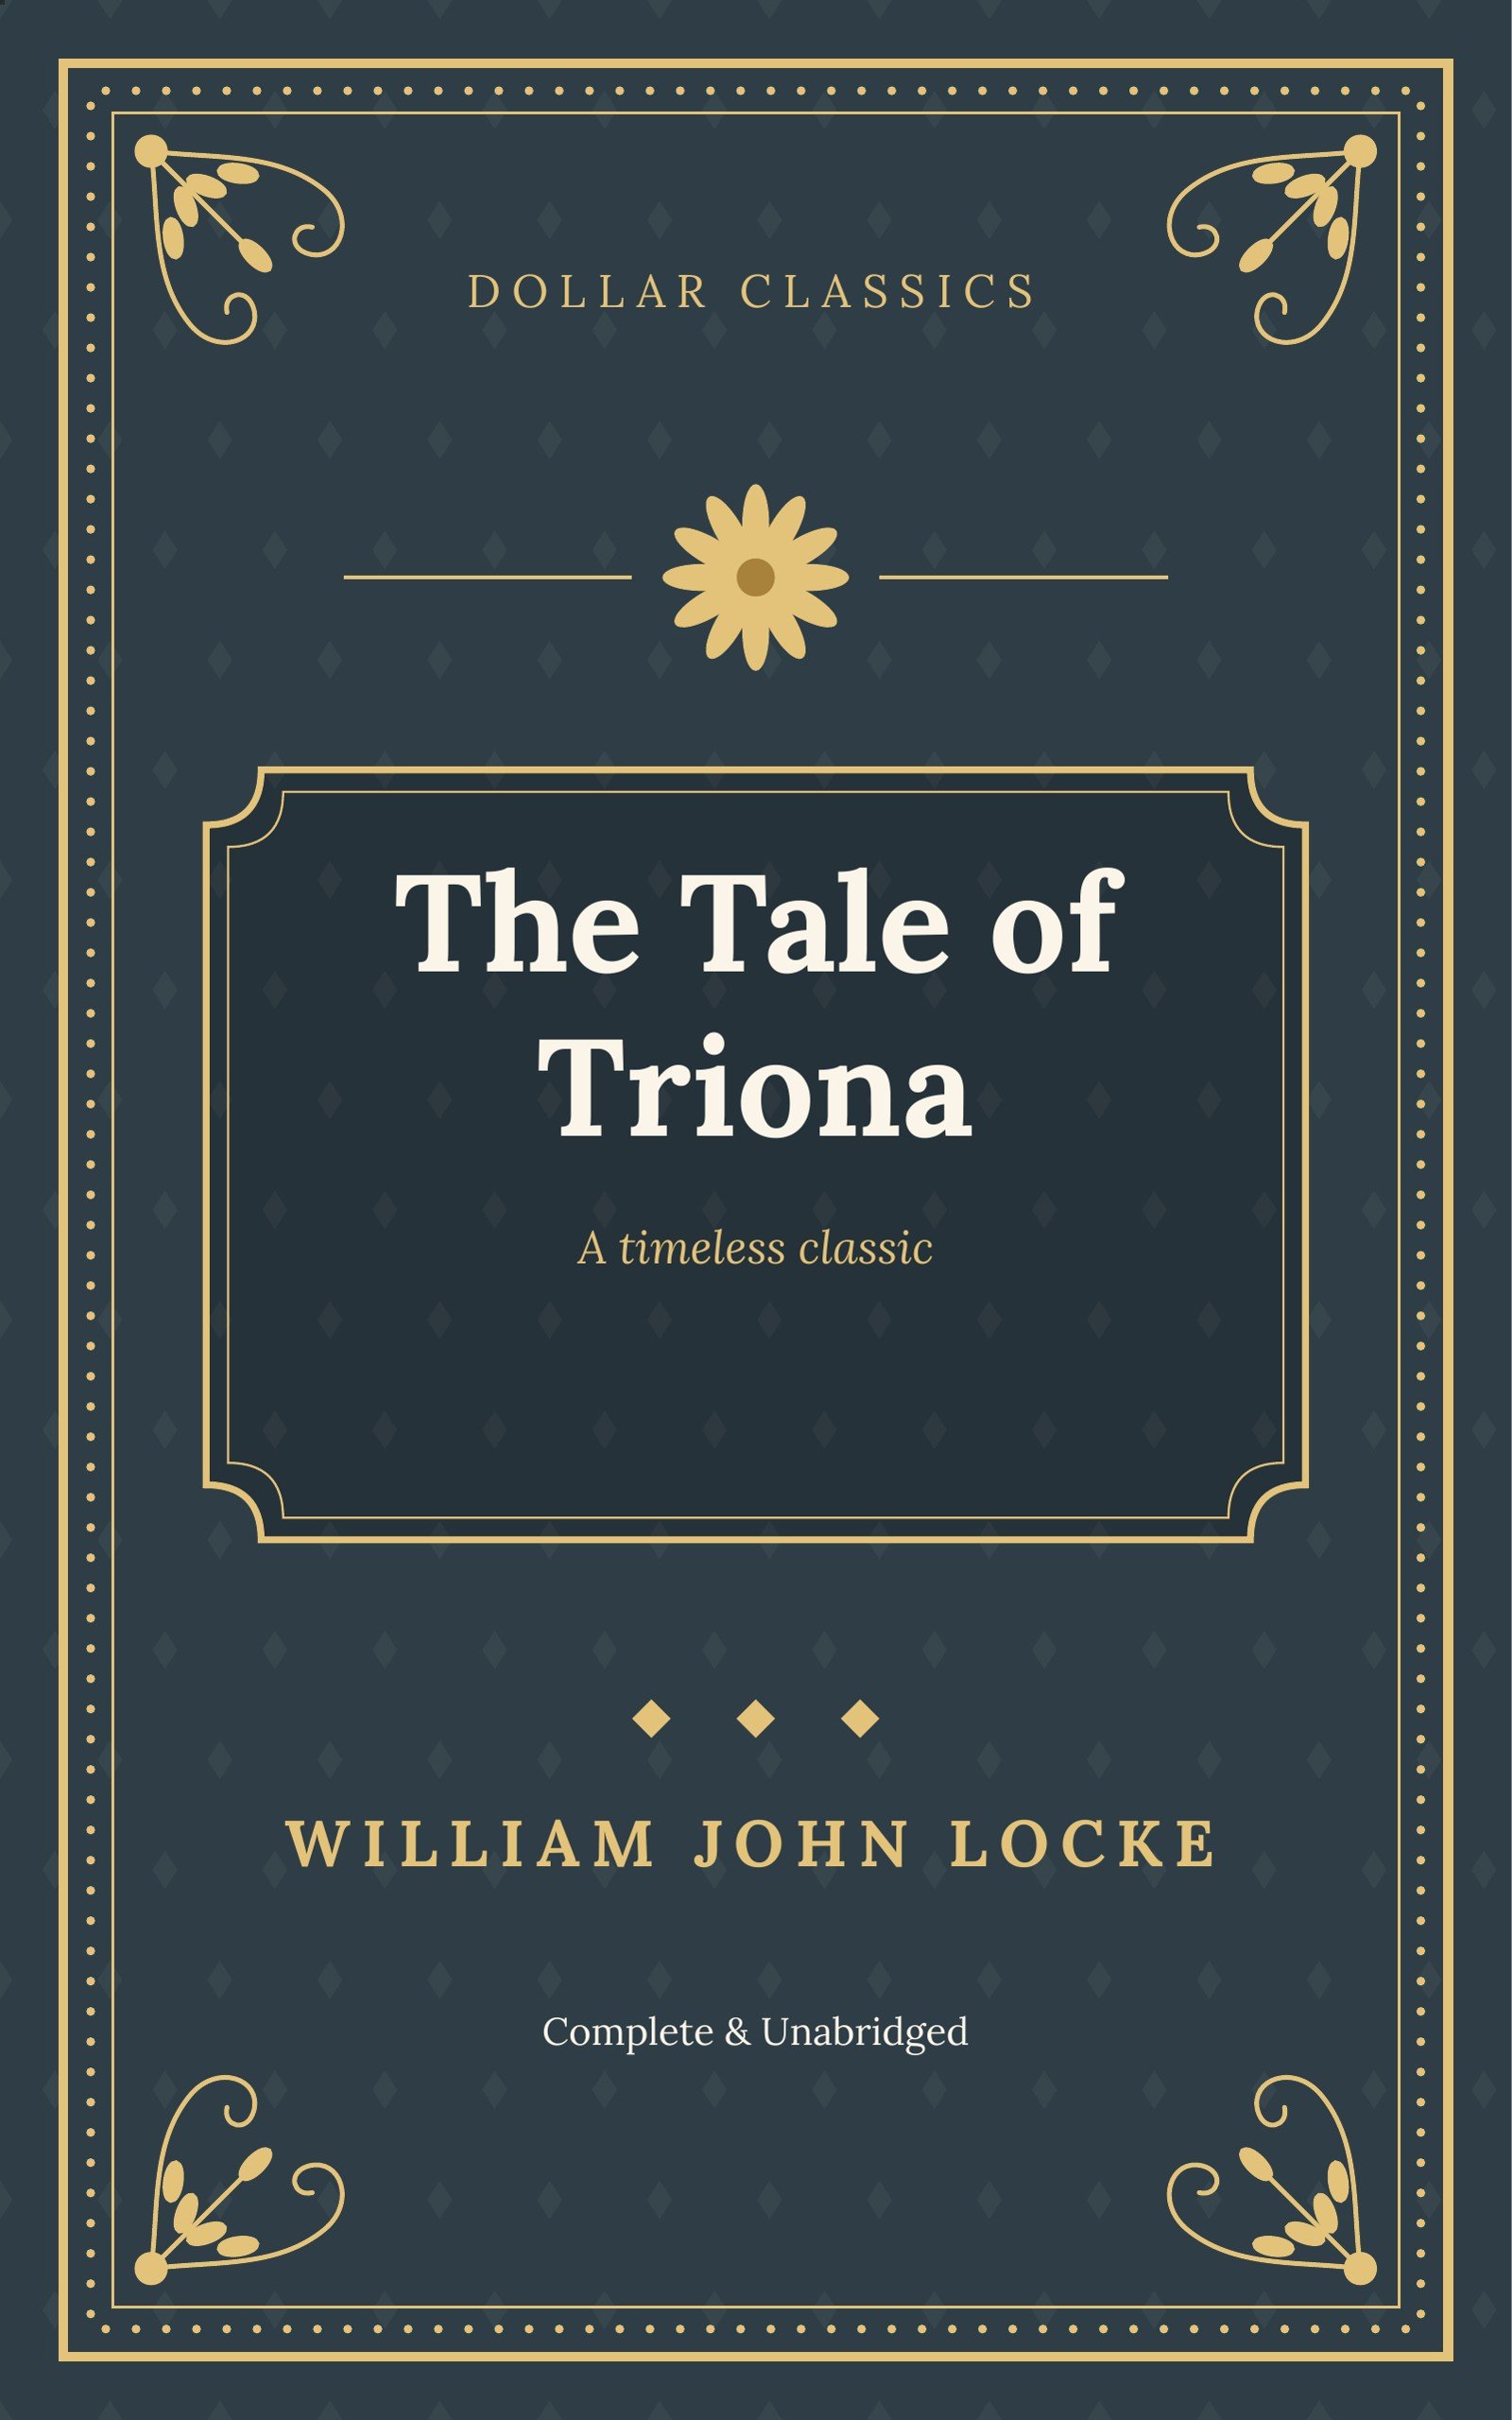 DOLLAR CLASSICS
The Tale of
Triona
A timeless classic
WILLIAM JOHN LOCKE
Complete & Unabridged